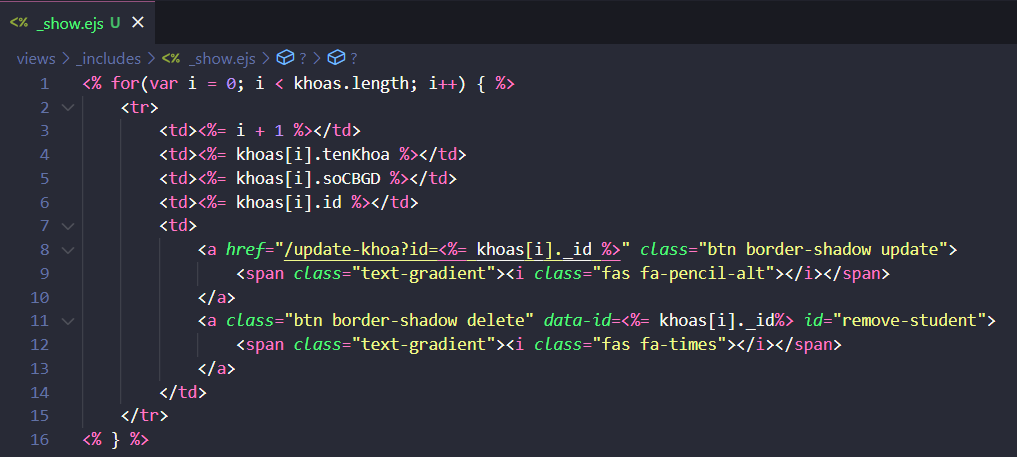 <% _show.ejs U ×
views > _includes > <% _show.ejs > ? > ?
1 <% for(var i = 0; i < khoas.length; i++) { %>
2 <tr>
3 <td><%= i + 1 %></td>
4 <td><%= khoas[i].tenKhoa %></td>
5 <td><%= khoas[i].soCBGD %></td>
6 <td><%= khoas[i].id %></td>
7 <td>
8 <a href="/update-khoa?id=<%= khoas[i]._id %>" class="btn border-shadow update">
9 <span class="text-gradient"><i class="fas fa-pencil-alt"></i></span>
10 </a>
11 <a class="btn border-shadow delete" data-id=<%= khoas[i]._id%> id="remove-student">
12 <span class="text-gradient"><i class="fas fa-times"></i></span>
13 </a>
14 </td>
15 </tr>
16 <% } %>